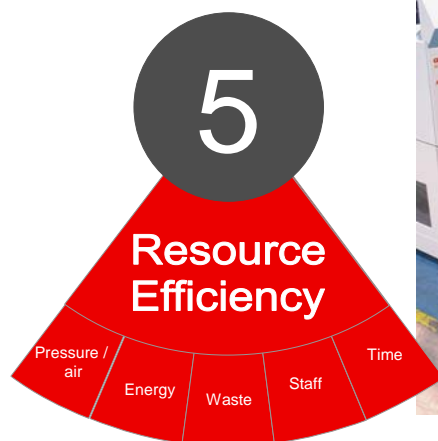 5
Resource
Efficiency
Pressure /
air
Energy
Waste
Staff
Time